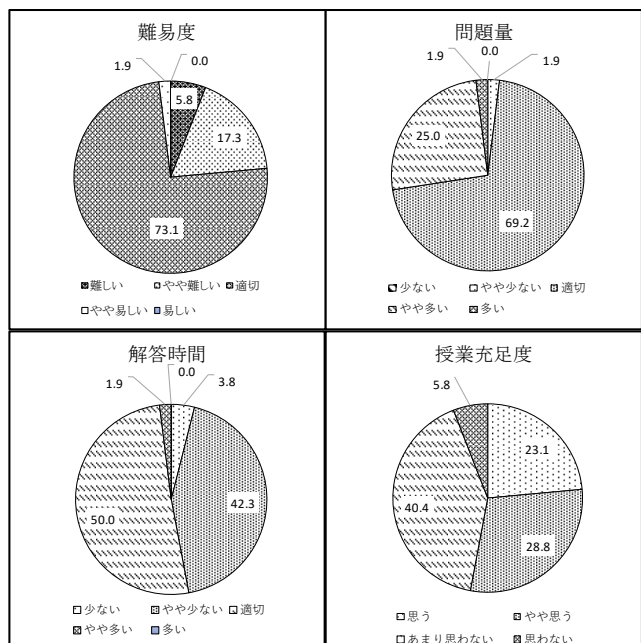 難易度
1.9
0.0
5.8
17.3
73.1
難しい やや難しい 適切
やや易しい 易しい
問題量
1.9
0.0
1.9
25.0
69.2
少ない やや少ない 適切
やや多い 多い
解答時間
1.9
0.0
3.8
50.0
42.3
少ない やや少ない 適切
やや多い 多い
授業充足度
5.8
23.1
40.4
28.8
思う やや思う
あまり思わない 思わない